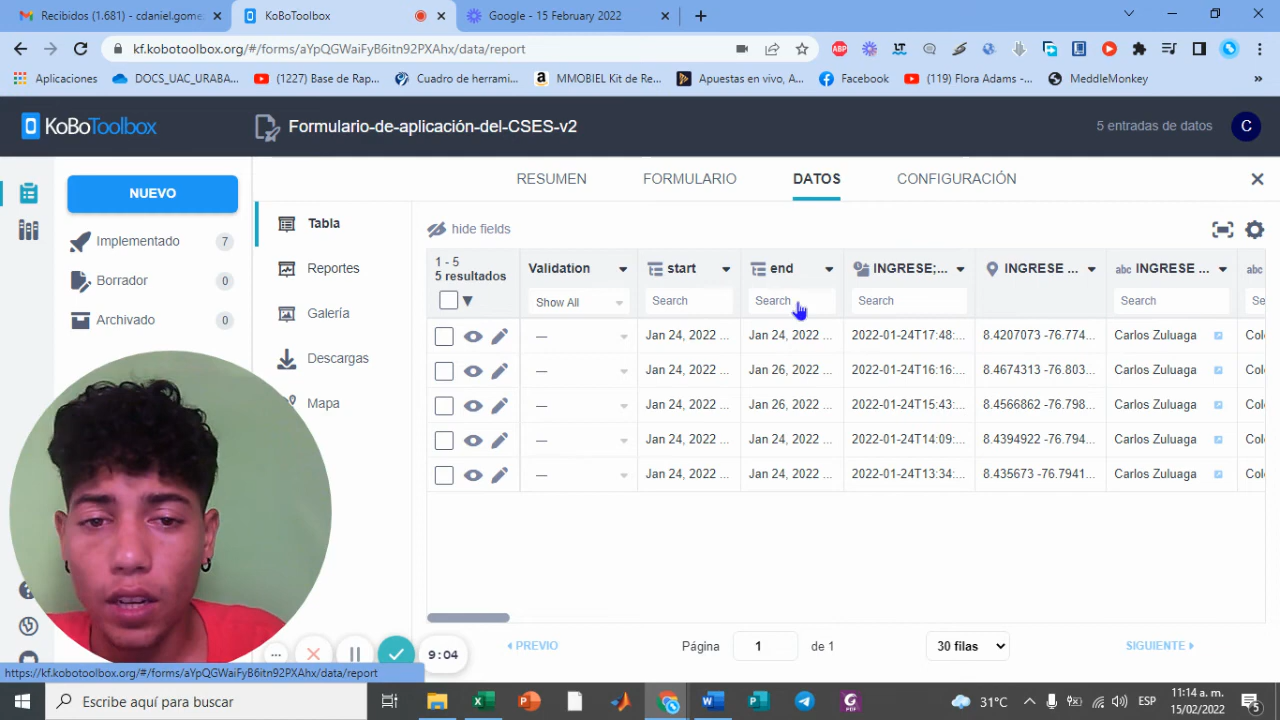 Recibidos (1.681) - cdaniel.gome
KoBoToolbox
Google - 15 February 2022
kf.kobotoolbox.org/#/forms/aYpQGWaiFyB6itn92PXAhx/data/report
Aplicaciones
DOCS_UAC_URABA...
(1227) Base de Rap...
Cuadro de herrami...
MMOBIEL Kit de Re...
Apuestas en vivo, A...
Facebook
(119) Flora Adams -...
MeddleMonkey
KoBoToolbox
Formulario-de-aplicación-del-CSES-v2
5 entradas de datos
C
NUEVO
RESUMEN
FORMULARIO
DATOS
CONFIGURACIÓN
Implementado 7
Borrador 0
Archivado 0
Tabla
Reportes
Galería
Descargas
Mapa
hide fields
1 - 5
5 resultados
Validation
start
end
INGRESE;...
INGRESE ...
abc INGRESE ...
abc
Show All
Search
Search
Search
Search
Se
— Jan 24, 2022 ... Jan 24, 2022 ... 2022-01-24T17:48:... 8.4207073 -76.774... Carlos Zuluaga Col
— Jan 24, 2022 ... Jan 26, 2022 ... 2022-01-24T16:16:... 8.4674313 -76.803... Carlos Zuluaga Col
— Jan 24, 2022 ... Jan 26, 2022 ... 2022-01-24T15:43:... 8.4566862 -76.798... Carlos Zuluaga Col
— Jan 24, 2022 ... Jan 24, 2022 ... 2022-01-24T14:09:... 8.4394922 -76.794... Carlos Zuluaga Col
— Jan 24, 2022 ... Jan 24, 2022 ... 2022-01-24T13:34:... 8.435673 -76.7941... Carlos Zuluaga Col
PREVIO
Página 1 de 1
30 filas
SIGUIENTE
9:04
https://kf.kobotoolbox.org/#/forms/aYpQGWaiFyB6itn92PXAhx/data/report
Escribe aquí para buscar
31°C
ESP
11:14 a. m.
15/02/2022
5